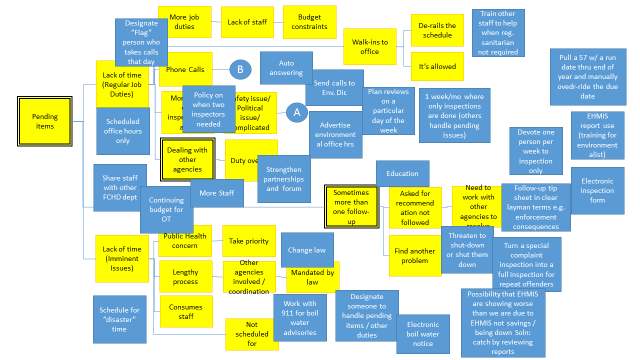 More job
duties
Lack of staff
Budget
constraints
Designate
"Flag"
person who
takes calls
that day
Walk-ins to
office
De-rails the
schedule
It's allowed
Train other
staff to help
when reg.
sanitarian
not required
Pull a 57 w/ a run
date thru end of
year and manually
ovedr-ride the due
date
Lack of time
(Regular Job
Duties)
Phone Calls
B
Auto
answering
Send calls to
Env. Dic
Policy on
when two
inspectors
needed
Safety issue/
Political
issue/
A
Plan reviews
on a
particular
day of the
week
1 week/mo where
only inspections
are done (others
handle pending
issues)
Pending
items
Scheduled
office hours
only
Advertise
environment
al office hrs
Devote one
person per
week to
inspection
only
EHMIS
report use
(training for
environment
alist)
Dealing with
other
agencies
Duty
Strengthen
partnerships
and forum
Share staff
with other
FCHD dept
Continuing
budget for
OT
More Staff
Education
Sometimes
more than
one follow-
up
Asked for
recommend
ation not
followed
Need to
work with
other
agencies to
Follow-up tip
sheet in clear
layman terms e.g.
enforcement
consequences
Electronic
inspection
form
Find another
problem
Threaten to
shut-down
or shut them
down
Turn a special
complaint
inspection into a
full inspection for
repeat offenders
Lack of time
(Imminent
Issues)
Public Health
concern
Take priority
Change law
Lengthy
process
Other
agencies
involved /
coordination
Mandated by
law
Consumes
staff
Schedule for
"disaster"
time
Not
scheduled
for
Work with
911 for boil
water
advisories
Designate
someone to
handle pending
items / other
duties
Electronic
boil water
notice
Possibility that EHMIS
are showing worse
than we are due to
EHMIS not savings /
being down Soln:
catch by reviewing
reports